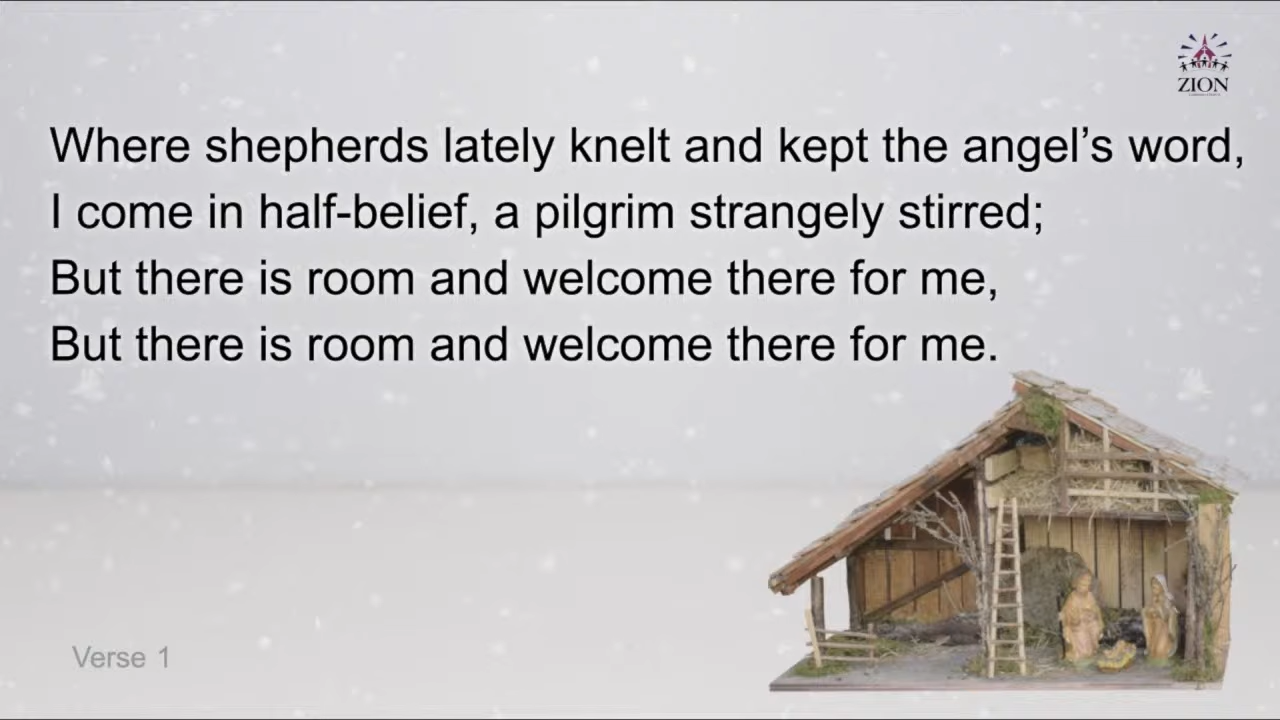 ZION
Where shepherds lately knelt and kept the angel’s word,
I come in half-belief, a pilgrim strangely stirred;
But there is room and welcome there for me,
But there is room and welcome there for me.
Verse 1